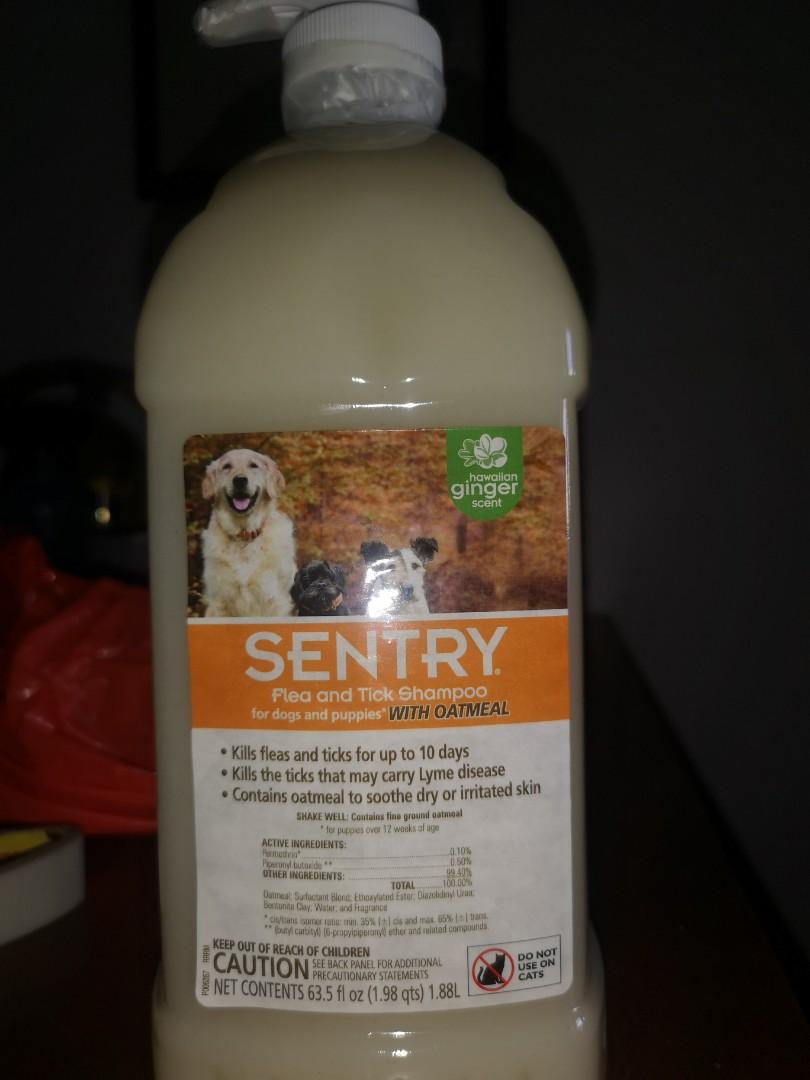 hawaiian
ginger
scent
SENTRY®
Flea and Tick Shampoo
for dogs and puppies* WITH OATMEAL
• Kills fleas and ticks for up to 10 days
• Kills the ticks that may carry Lyme disease
• Contains oatmeal to soothe dry or irritated skin
SHAKE WELL: Contains fine ground oatmeal
* for puppies over 12 weeks of age
ACTIVE INGREDIENTS:
Permethrin* 0.10%
Piperonyl butoxide ** 0.50%
OTHER INGREDIENTS: 99.40%
TOTAL 100.00%
Oatmeal; Surfactant Blend; Ethoxylated Ester; Diazolidinyl Urea;
Bentonite Clay; Water; and Fragrance
* cis/trans isomer ratio: min. 35% (±) cis and max. 65% (±) trans.
** (butyl carbityl) (6-propylpiperonyl) ether and related compounds.
KEEP OUT OF REACH OF CHILDREN
CAUTION SEE BACK PANEL FOR ADDITIONAL
PRECAUTIONARY STATEMENTS
NET CONTENTS 63.5 fl oz (1.98 qts) 1.88L
DO NOT
USE ON
CATS